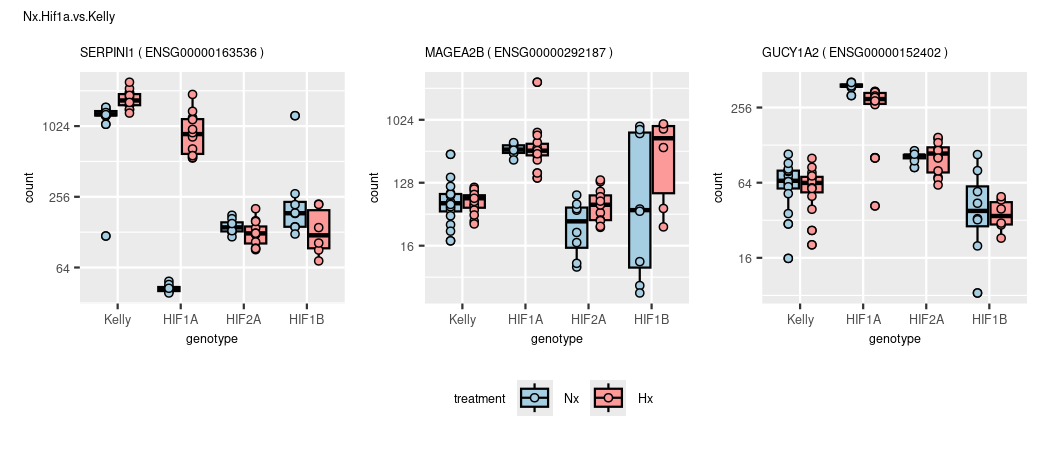 Nx.Hif1a.vs.Kelly
SERPINI1 ( ENSG00000163536 )
MAGEA2B ( ENSG00000292187 )
GUCY1A2 ( ENSG00000152402 )
count
1024
256
64
Kelly HIF1A HIF2A HIF1B
genotype
count
1024
128
16
Kelly HIF1A HIF2A HIF1B
genotype
count
256
64
16
Kelly HIF1A HIF2A HIF1B
genotype
treatment Nx Hx